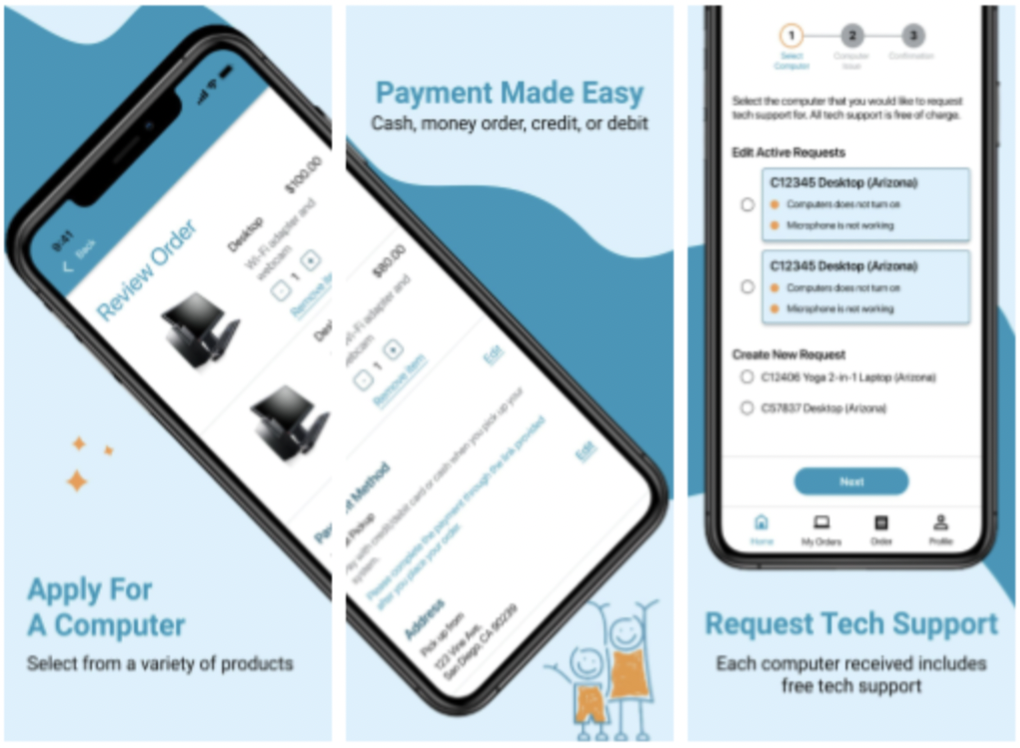 9:41
Back
Review Order
Desktop
$100.00
Wi-Fi adapter and
webcam
- 1 +
Remove Ite
Des
Apply For
A Computer
Select from a variety of products
Payment Made Easy
Cash, money order, credit, or debit
$80.00
Wi-Fi adapter and
webcam
- 1 +
Remove Item
Edit
Method
Pickup
with credit/debit card or cash when you pick up your
system.
Please complete the payment through the link provided
after you place your order.
Edit
Address
Pick up from
123 Vine Ave.
San Diego, CA 90239
1
2
3
Select
Computer
Computer
Issue
Confirmation
Select the computer that you would like to request
tech support for. All tech support is free of charge.
Edit Active Requests
C12345 Desktop (Arizona)
Computers does not turn on
Microphone is not working
C12345 Desktop (Arizona)
Computers does not turn on
Microphone is not working
Create New Request
C12406 Yoga 2-in-1 Laptop (Arizona)
C57837 Desktop (Arizona)
Next
Home
My Orders
Order
Profile
Request Tech Support
Each computer received includes
free tech support